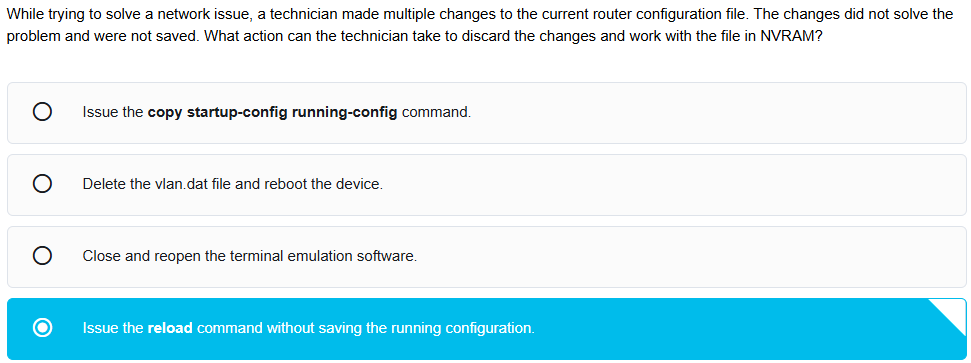 While trying to solve a network issue, a technician made multiple changes to the current router configuration file. The changes did not solve the
problem and were not saved. What action can the technician take to discard the changes and work with the file in NVRAM?
Issue the copy startup-config running-config command.
Delete the vlan.dat file and reboot the device.
Close and reopen the terminal emulation software.
Issue the reload command without saving the running configuration.